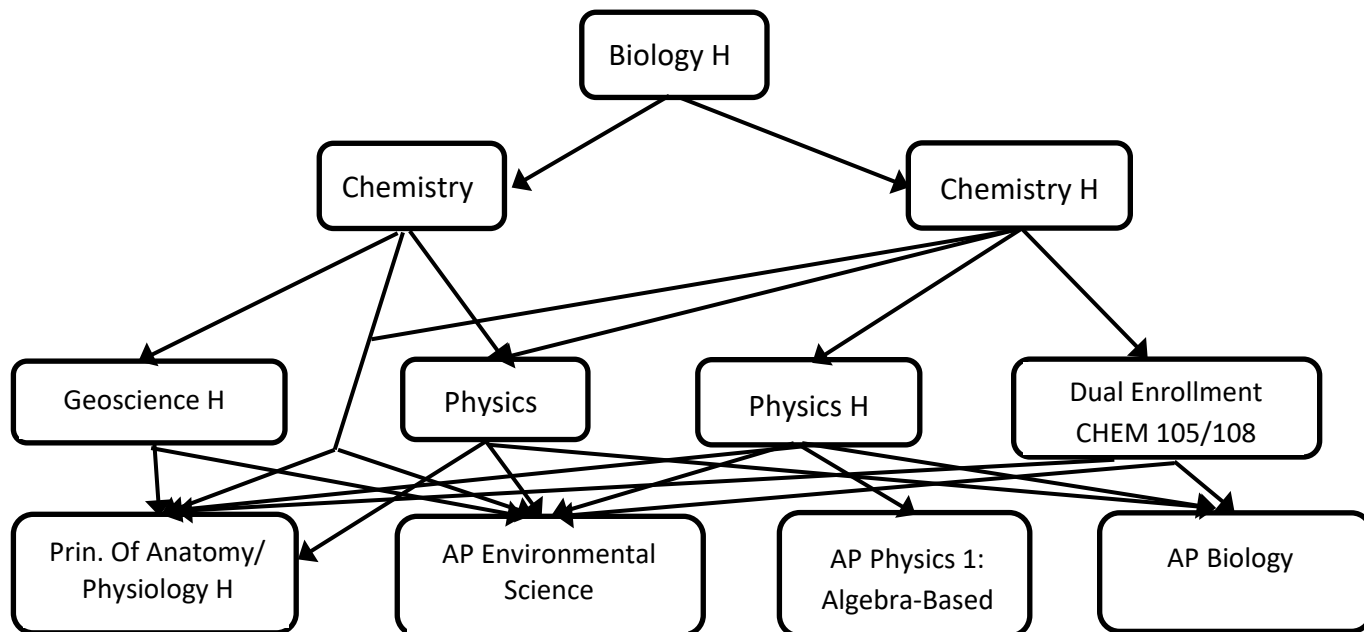 Biology H
Chemistry
Chemistry H
Geoscience H
Physics
Physics H
Dual Enrollment
CHEM 105/108
Prin. Of Anatomy/
Physiology H
AP Environmental
Science
AP Physics 1:
Algebra-Based
AP Biology